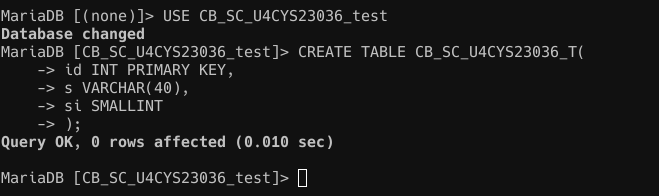 MariaDB [(none)]> USE CB_SC_U4CYS23036_test
Database changed
MariaDB [CB_SC_U4CYS23036_test]> CREATE TABLE CB_SC_U4CYS23036_T(
    -> id INT PRIMARY KEY,
    -> s VARCHAR(40),
    -> si SMALLINT
    -> );
Query OK, 0 rows affected (0.010 sec)
MariaDB [CB_SC_U4CYS23036_test]>